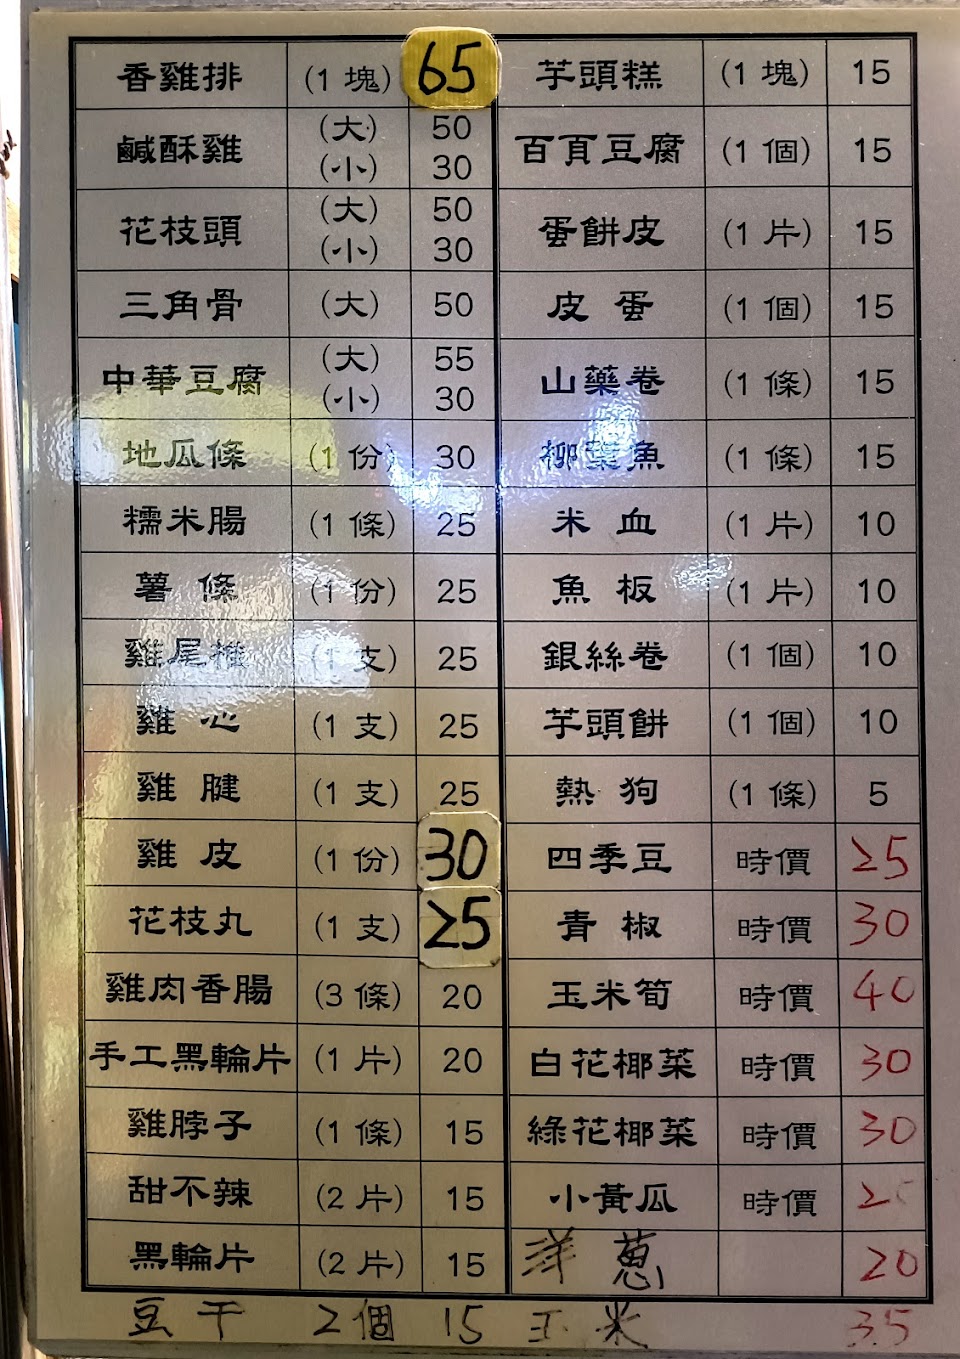 香雞排 (1 塊) 65 芋頭糕 (1 塊) 15
鹹酥雞 (大) 50 (小) 30 百頁豆腐 (1 個) 15
花枝頭 (大) 50 (小) 30 蛋餅皮 (1 片) 15
三角骨 (大) 50 皮蛋 (1 個) 15
中華豆腐 (大) 55 (小) 30 山藥卷 (1 條) 15
地瓜條 (1 份) 30 柳葉魚 (1 條) 15
糯米腸 (1 條) 25 米血 (1 片) 10
薯條 (1 份) 25 魚板 (1 片) 10
雞尾椎 (1 支) 25 銀絲卷 (1 個) 10
雞心 (1 支) 25 芋頭餅 (1 個) 10
雞腱 (1 支) 25 熱狗 (1 條) 5
雞皮 (1 份) 30 四季豆 時價 25
花枝丸 (1 支) 25 青椒 時價 30
雞肉香腸 (3 條) 20 玉米筍 時價 40
手工黑輪片 (1 片) 20 白花椰菜 時價 30
雞脖子 (1 條) 15 綠花椰菜 時價 30
甜不辣 (2 片) 15 小黃瓜 時價 25
黑輪片 (2 片) 15 洋蔥 20
豆干 2個 15 玉米 35